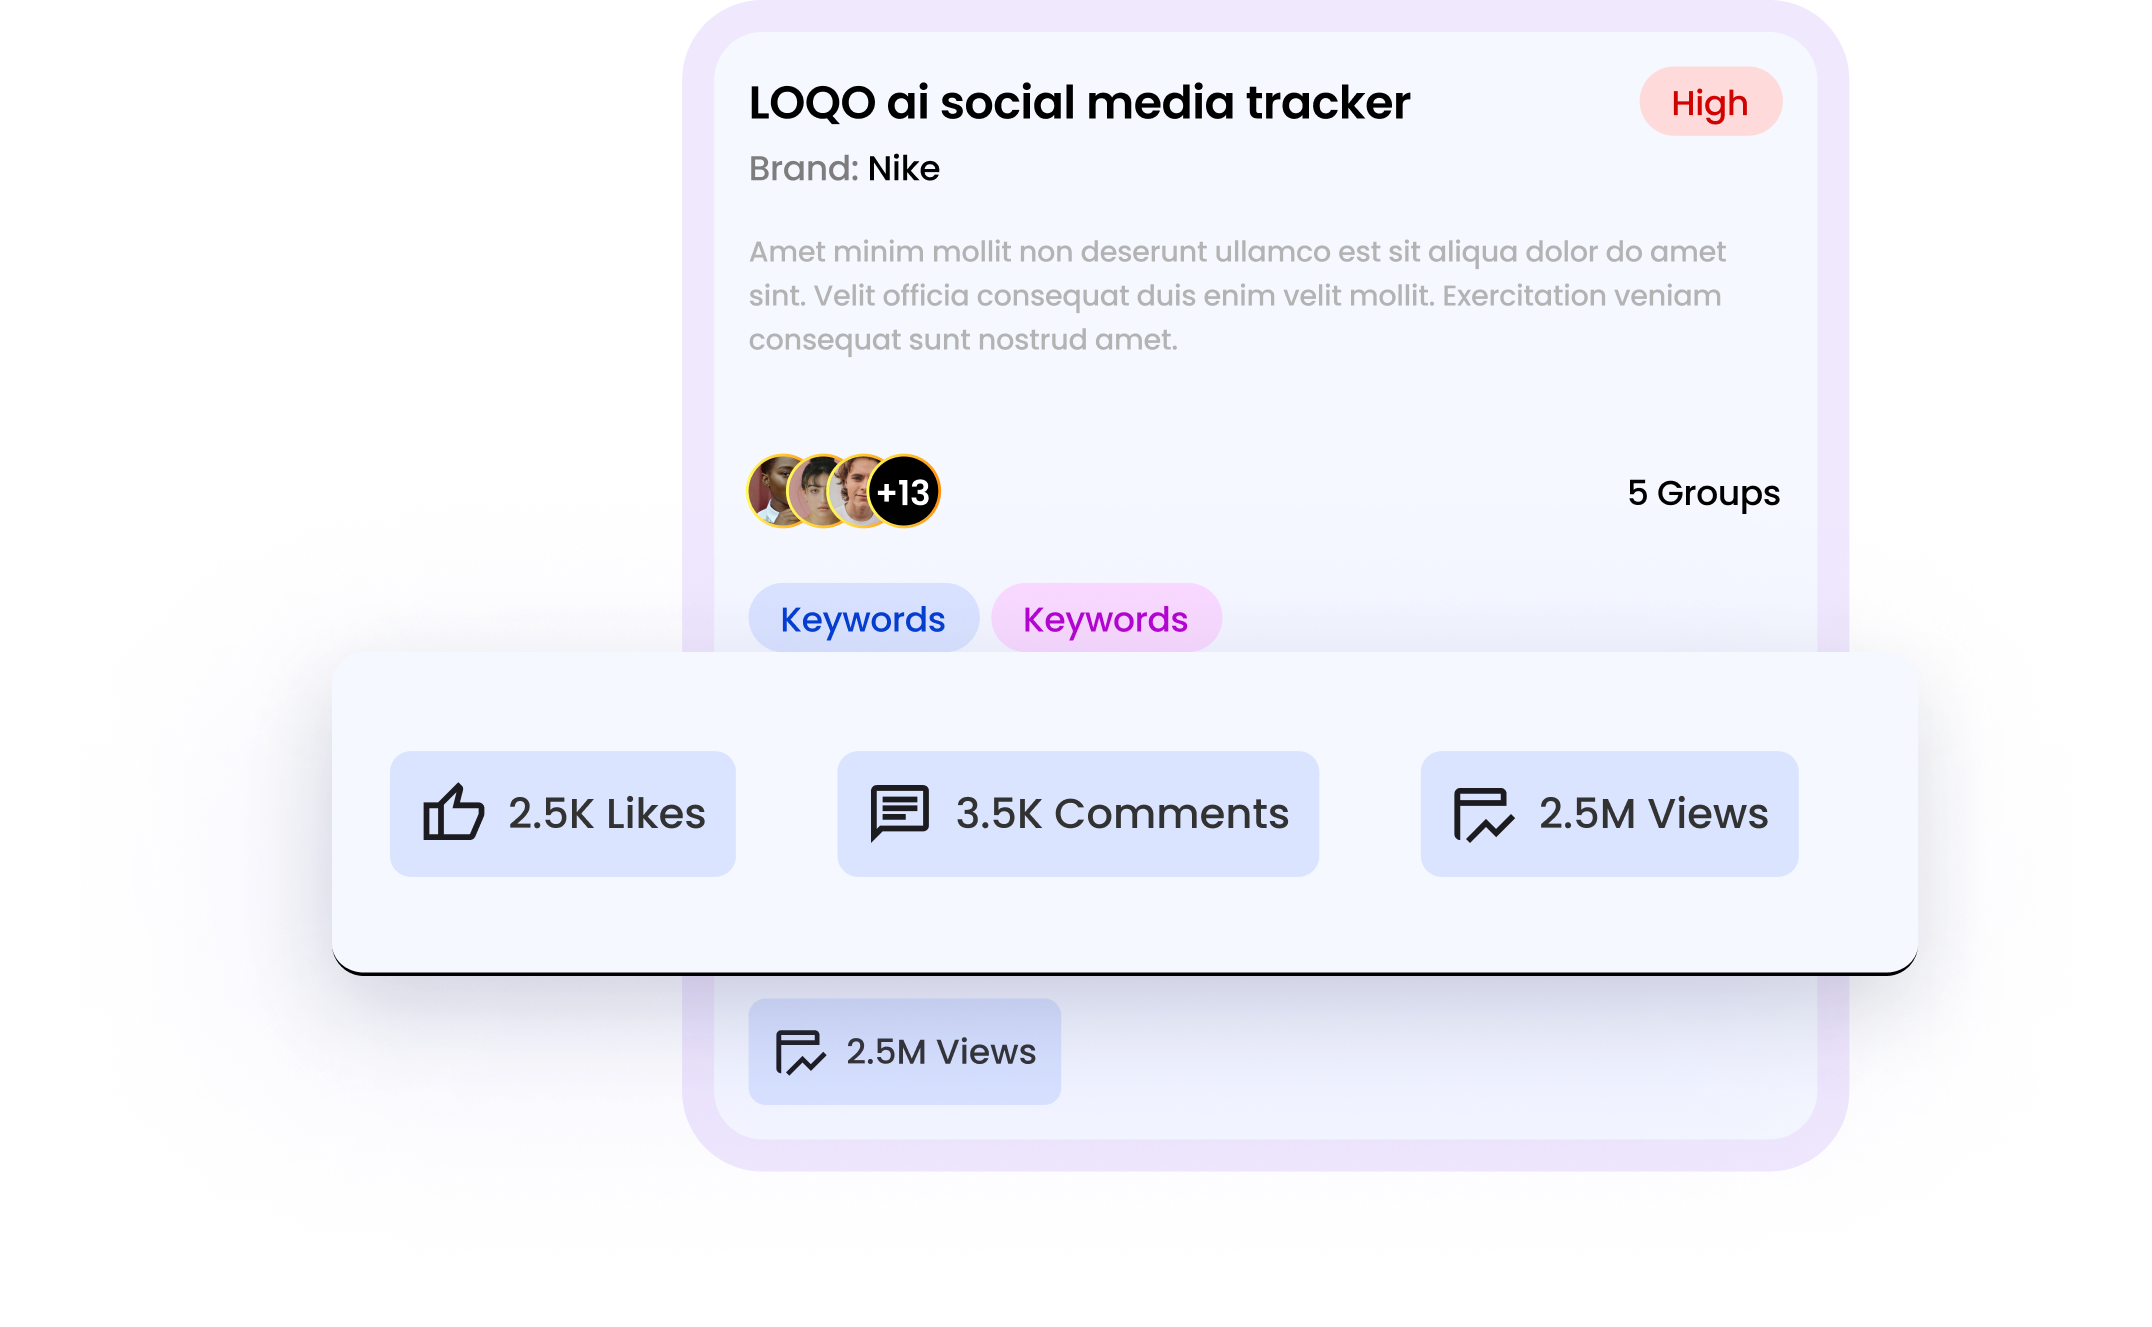 LOQO ai social media tracker
High
Brand: Nike
Amet minim mollit non deserunt ullamco est sit aliqua dolor do amet
sint. Velit officia consequat duis enim velit mollit. Exercitation veniam
consequat sunt nostrud amet.
+13
5 Groups
Keywords
Keywords
2.5K Likes
3.5K Comments
2.5M Views
2.5M Views